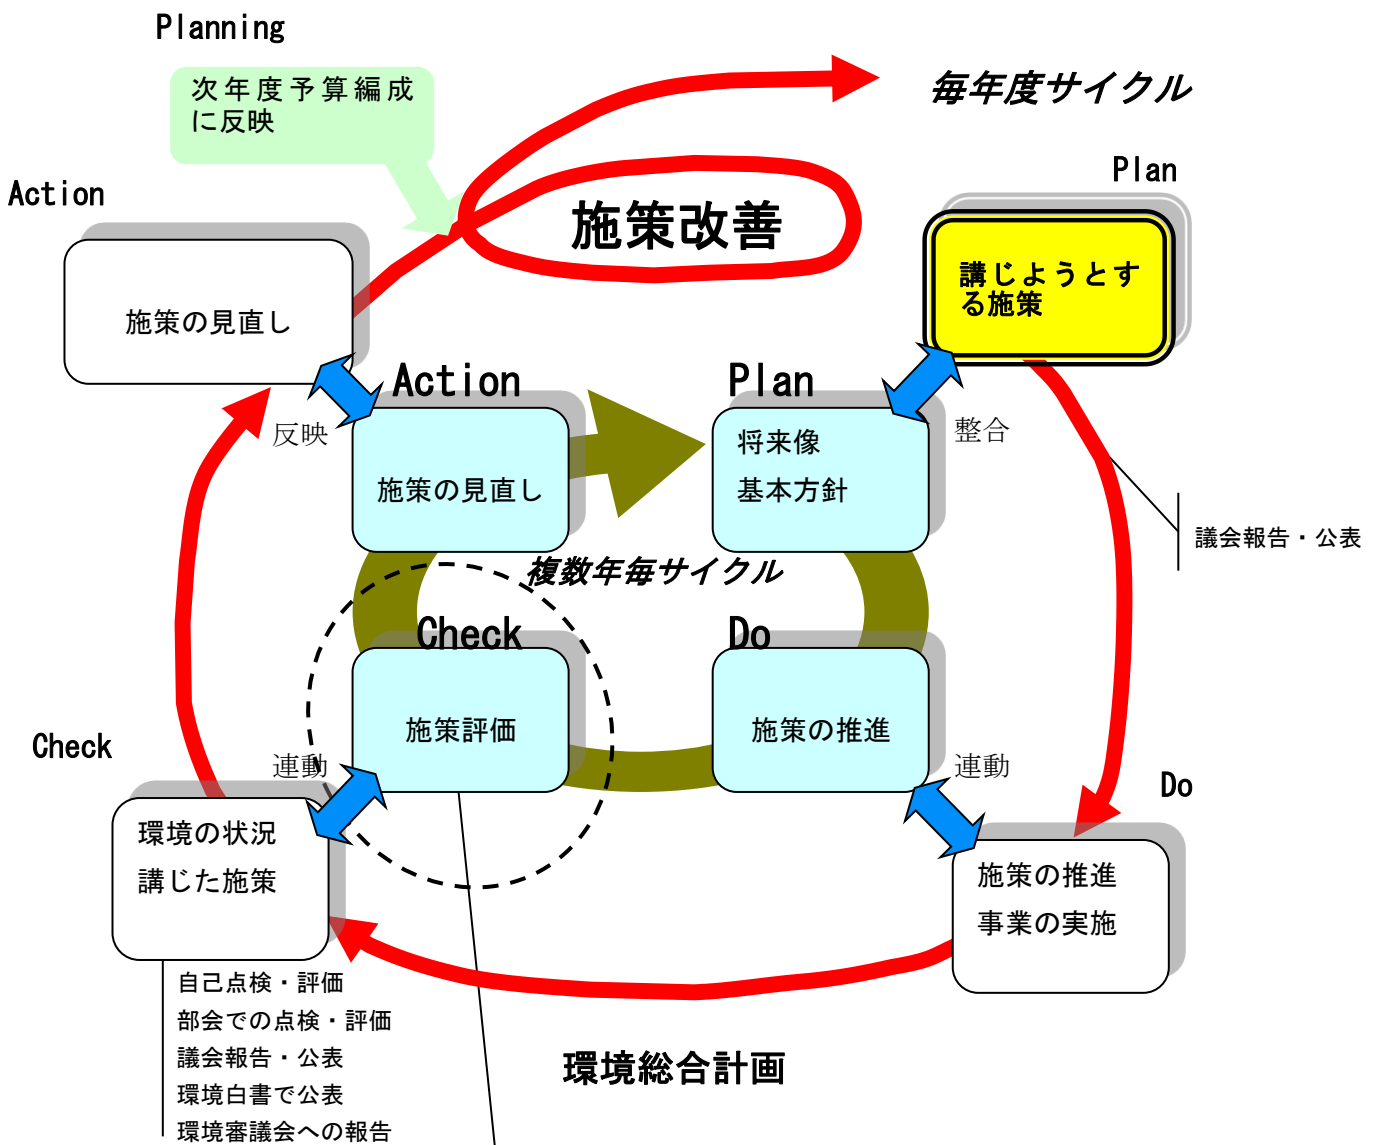 Planning
次年度予算編成
に反映
毎年度サイクル
Plan
Action
施策改善
講じようとす
る施策
施策の見直し
Action
Plan
反映
整合
将来像
基本方針
施策の見直し
議会報告・公表
複数年毎サイクル
Check
Do
施策評価
施策の推進
Check
連動
連動
Do
環境の状況
講じた施策
施策の推進
事業の実施
自己点検・評価
部会での点検・評価
議会報告・公表
環境白書で公表
環境審議会への報告
環境総合計画